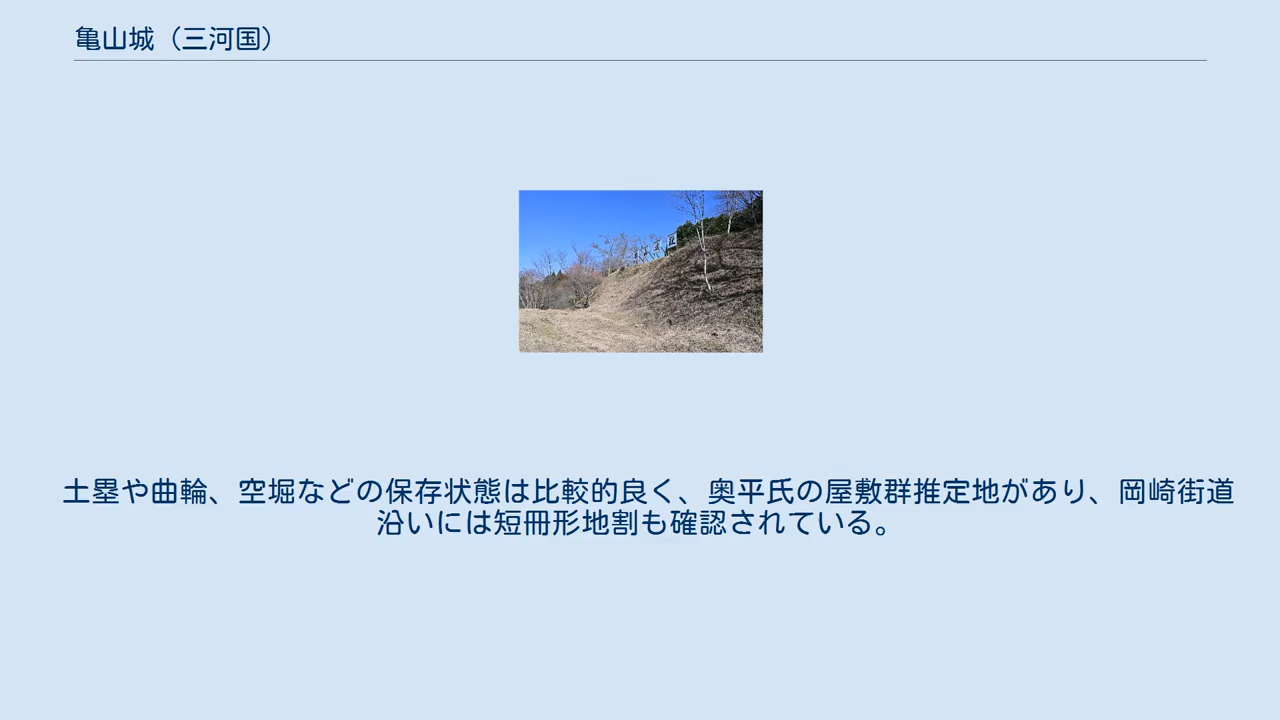 亀山城（三河国）
土塁や曲輪、空堀などの保存状態は比較的良く、奥平氏の屋敷群推定地があり、岡崎街道
沿いには短冊形地割も確認されている。